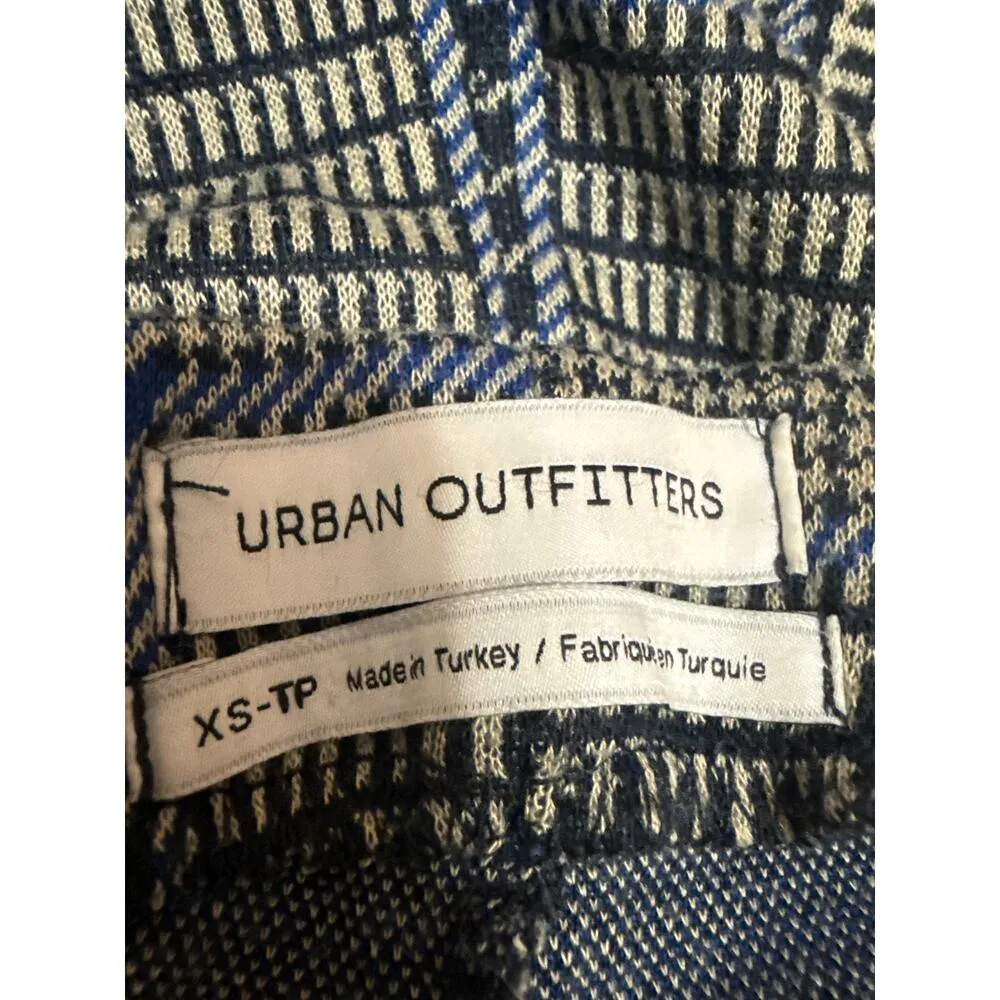 URBAN OUTFITTERS
XS-TP Made in Turkey / Fabriqué en Turquie